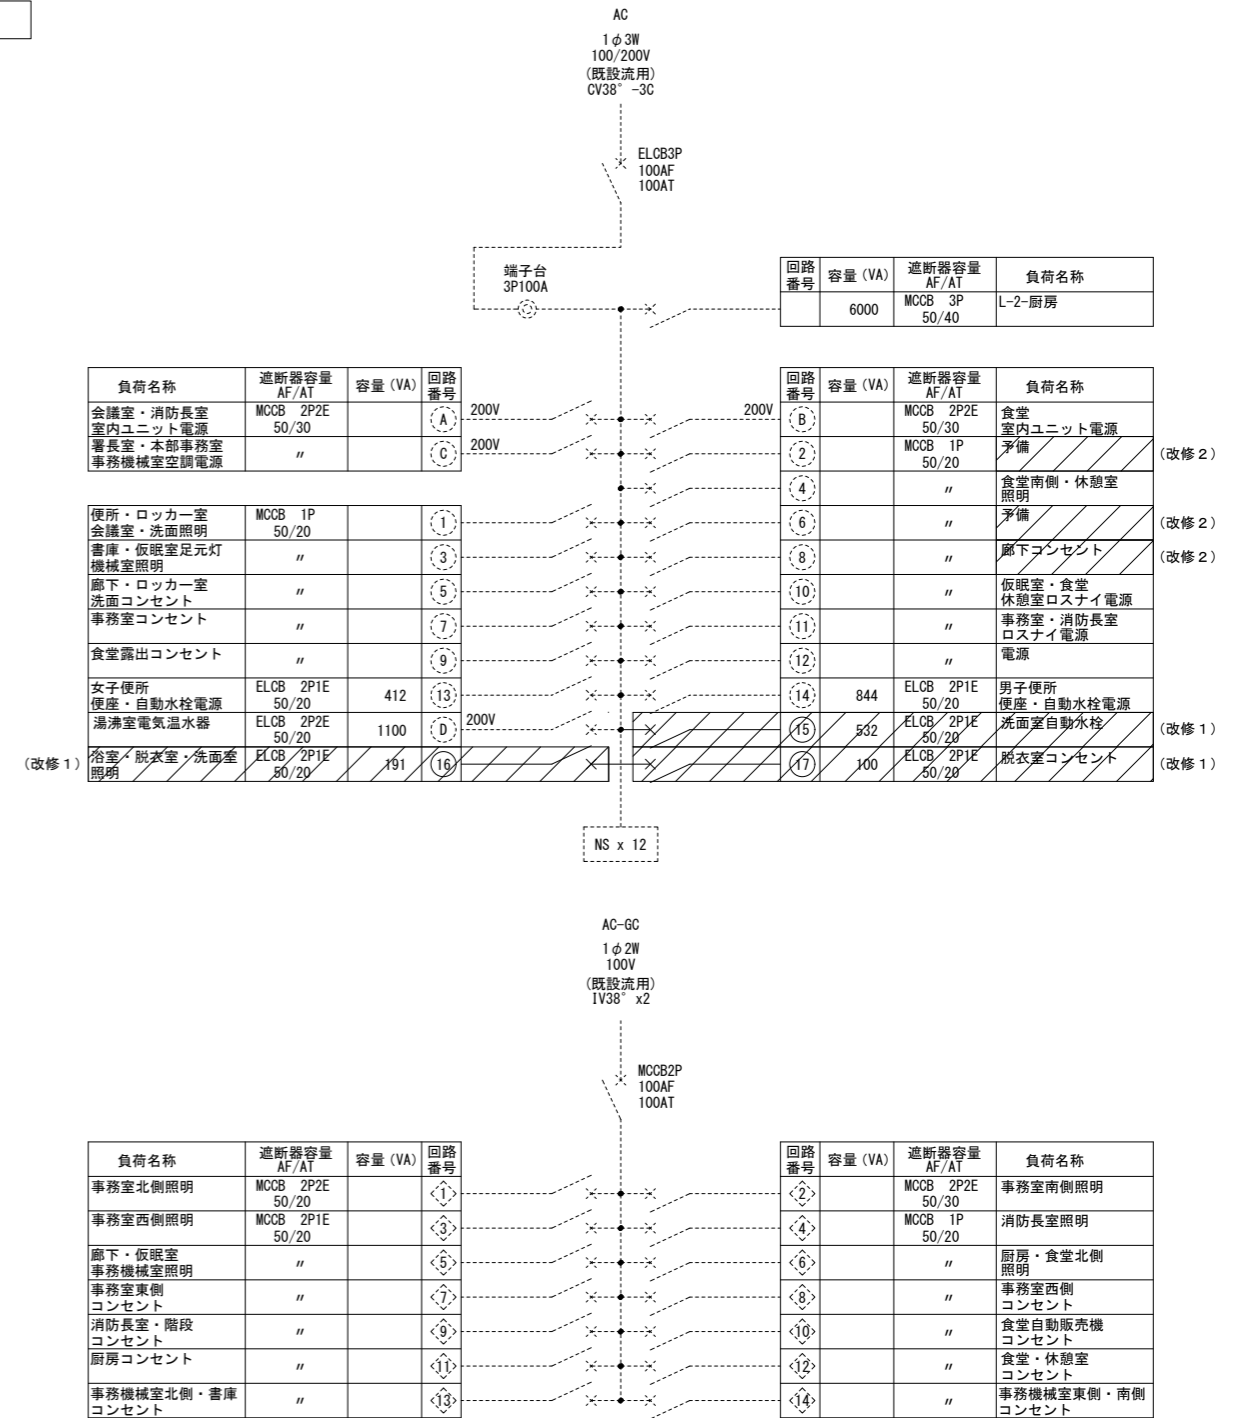 AC
1φ3W
100/200V
(既設流用)
CV38°-3C
ELCB3P
100AF
100AT
端子台
3P100A
回路番号 容量(VA) 遮断器容量 AF/AT 負荷名称
6000 MCCB 3P 50/40 L-2-厨房
負荷名称 遮断器容量 AF/AT 容量(VA) 回路番号
会議室・消防長室 室内ユニット電源 MCCB 2P2E 50/30 A 200V
署長室・本部事務室 事務機械室空調電源 〃 C 200V
便所・ロッカー室 会議室・洗面照明 MCCB 1P 50/20 1
書庫・仮眠室足元灯 機械室照明 〃 3
廊下・ロッカー室 洗面コンセント 〃 5
事務室コンセント 〃 7
食堂露出コンセント 〃 9
女子便所 便座・自動水栓電源 ELCB 2P1E 50/20 412 13
湯沸室電気温水器 ELCB 2P2E 50/20 1100 D 200V
(改修1) 浴室・脱衣室・洗面室 照明 ELCB 2P1E 50/20 191 16
回路番号 容量(VA) 遮断器容量 AF/AT 負荷名称
200V B MCCB 2P2E 50/30 食堂 室内ユニット電源
2 MCCB 1P 50/20 予備 (改修2)
4 〃 食堂南側・休憩室 照明
6 〃 予備 (改修2)
8 〃 廊下コンセント (改修2)
10 〃 仮眠室・食堂 休憩室ロスナイ電源
11 〃 事務室・消防長室 ロスナイ電源
12 〃 電源
14 844 ELCB 2P1E 50/20 男子便所 便座・自動水栓電源
15 532 ELCB 2P1E 50/20 洗面室自動水栓 (改修1)
17 100 ELCB 2P1E 50/20 脱衣室コンセント (改修1)
NS x 12
AC-GC
1φ2W
100V
(既設流用)
IV38°x2
MCCB2P
100AF
100AT
負荷名称 遮断器容量 AF/AT 容量(VA) 回路番号
事務室北側照明 MCCB 2P2E 50/20 1
事務室西側照明 MCCB 2P1E 50/20 3
廊下・仮眠室 事務機械室照明 〃 5
事務室東側 コンセント 〃 7
消防長室・階段 コンセント 〃 9
厨房コンセント 〃 11
事務機械室北側・書庫 コンセント 〃 13
回路番号 容量(VA) 遮断器容量 AF/AT 負荷名称
2 MCCB 2P2E 50/30 事務室南側照明
4 MCCB 1P 50/20 消防長室照明
6 〃 厨房・食堂北側 照明
8 〃 事務室西側 コンセント
10 〃 食堂自動販売機 コンセント
12 〃 食堂・休憩室 コンセント
14 〃 事務機械室東側・南側 コンセント